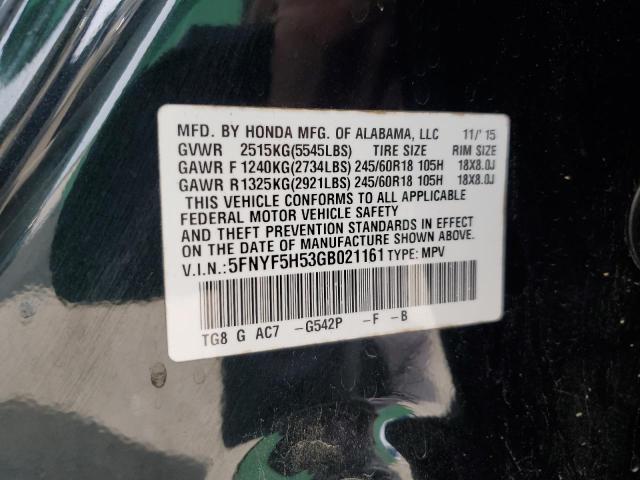 MFD. BY HONDA MFG. OF ALABAMA, LLC 11/'15
GVWR 2515KG(5545LBS) TIRE SIZE RIM SIZE
GAWR F 1240KG(2734LBS) 245/60R18 105H 18X8.0J
GAWR R1325KG(2921LBS) 245/60R18 105H 18X8.0J
THIS VEHICLE CONFORMS TO ALL APPLICABLE
FEDERAL MOTOR VEHICLE SAFETY
AND THEFT PREVENTION STANDARDS IN
EFFECT ON THE DATE OF MANUFACTURE SHOWN ABOVE.
V.I.N.:5FNYF5H53GB021161 TYPE: MPV
TG8 G AC7 -G542P -F -B